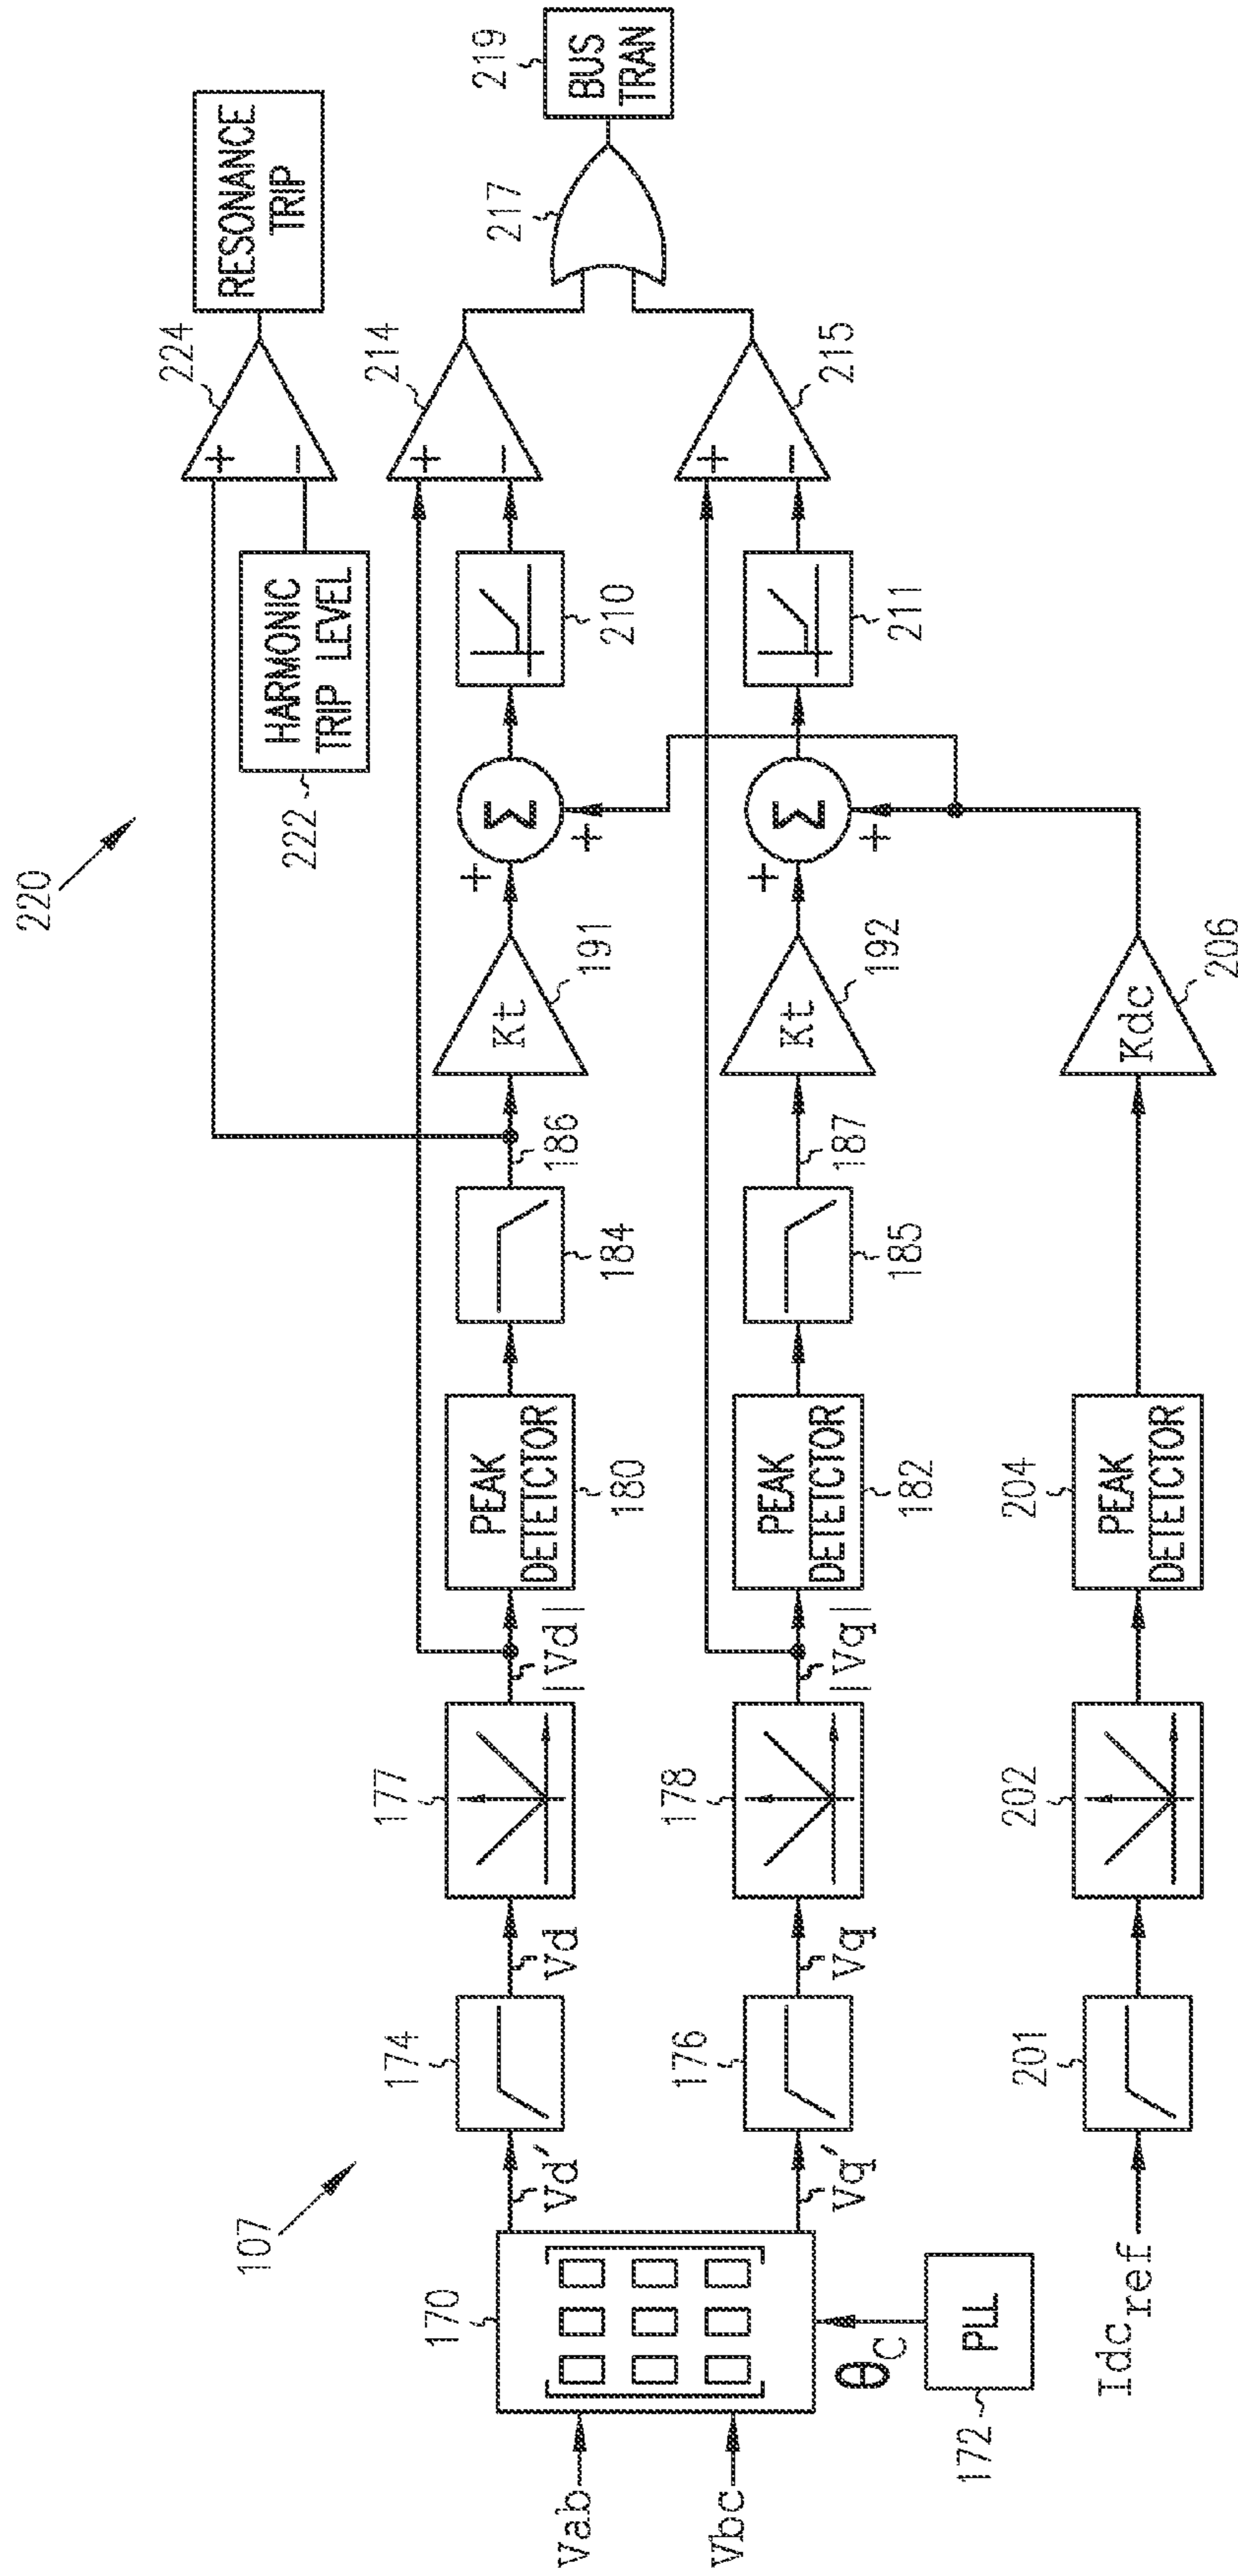 220
107
Vab
Vbc
170
θC
PLL
172
Vd'
174
Vd
177
|Vd|
PEAK
DETECTOR
180
184
186
Kt
191
+
Σ
+
210
+
−
214
Vq'
176
Vq
178
|Vq|
PEAK
DETECTOR
182
185
187
Kt
192
+
Σ
+
211
+
−
215
Idcref
201
202
PEAK
DETECTOR
204
Kdc
206
HARMONIC
TRIP LEVEL
222
+
−
224
RESONANCE
TRIP
217
BUS
TRAN
219